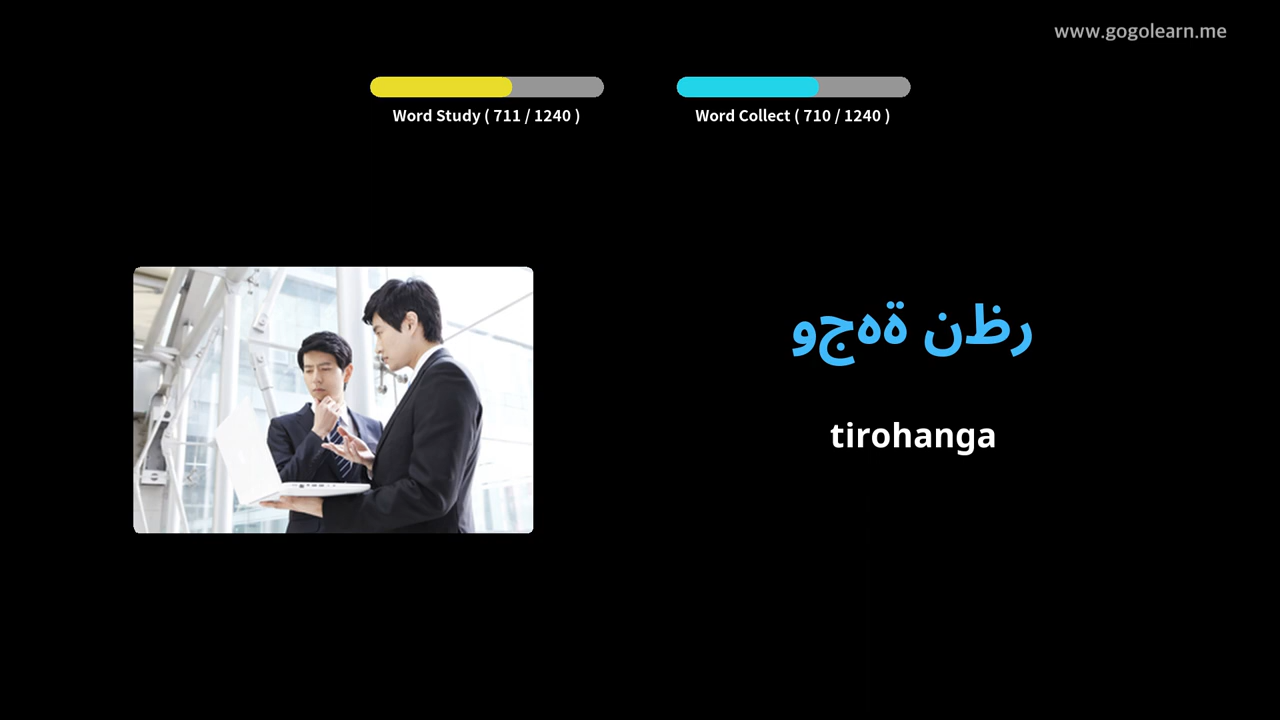 www.gogolearn.me
Word Study ( 711 / 1240 )
Word Collect ( 710 / 1240 )
رظن ةهجو
tirohanga